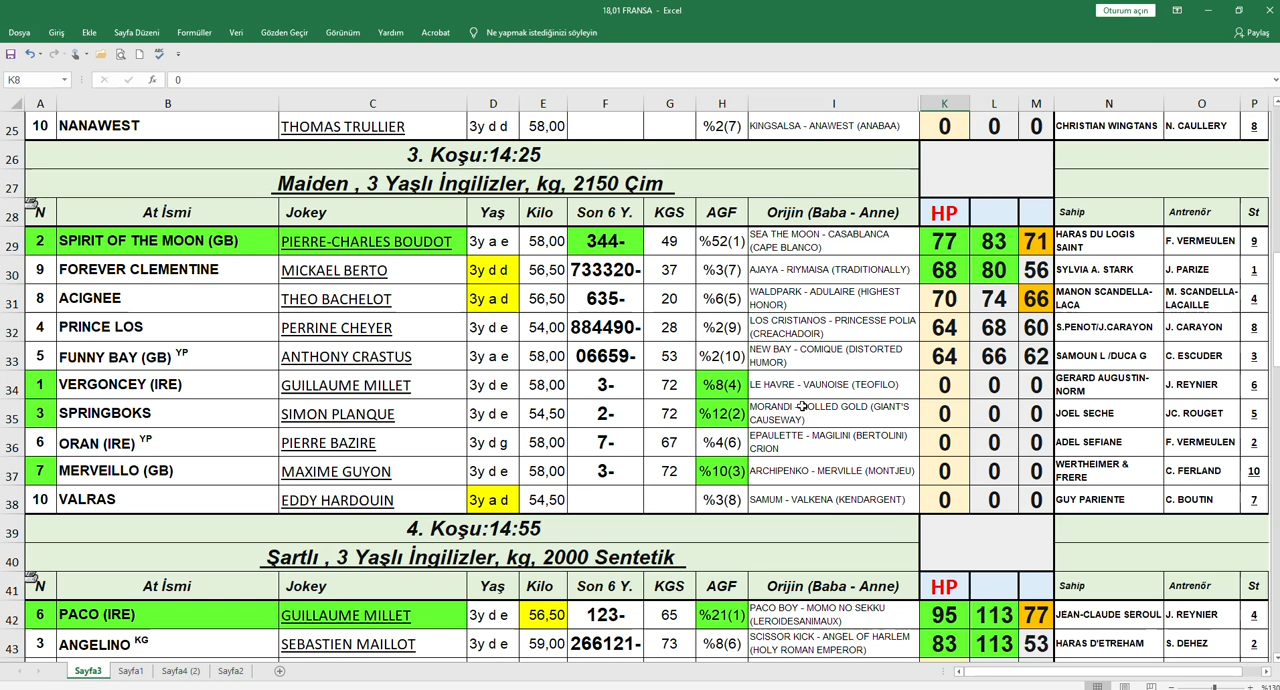 18,01 FRANSA - Excel
Oturum açın
Dosya Giriş Ekle Sayfa Düzeni Formüller Veri Gözden Geçir Görünüm Yardım Acrobat Ne yapmak istediğinizi söyleyin Paylaş
K8 fx 0
A B C D E F G H I K L M N O P
25 10 NANAWEST THOMAS TRULLIER 3y d d 58,00 %2(7) KINGSALSA - ANAWEST (ANABAA) 0 0 0 CHRISTIAN WINGTANS N. CAULLERY 8
26 3. Koşu:14:25
27 Maiden , 3 Yaşlı İngilizler, kg, 2150 Çim
28 N At İsmi Jokey Yaş Kilo Son 6 Y. KGS AGF Orijin (Baba - Anne) HP Sahip Antrenör St
29 2 SPIRIT OF THE MOON (GB) PIERRE-CHARLES BOUDOT 3y a e 58,00 344- 49 %52(1) SEA THE MOON - CASABLANCA (CAPE BLANCO) 77 83 71 HARAS DU LOGIS SAINT F. VERMEULEN 9
30 9 FOREVER CLEMENTINE MICKAEL BERTO 3y d d 56,50 733320- 37 %3(7) AJAYA - RIYMAISA (TRADITIONALLY) 68 80 56 SYLVIA A. STARK J. PARIZE 1
31 8 ACIGNEE THEO BACHELOT 3y a d 56,50 635- 20 %6(5) WALDPARK - ADULAIRE (HIGHEST HONOR) 70 74 66 MANON SCANDELLA-LACA M. SCANDELLA-LACAILLE 4
32 4 PRINCE LOS PERRINE CHEYER 3y d e 54,00 884490- 28 %2(9) LOS CRISTIANOS - PRINCESSE POLIA (CREACHADOIR) 64 68 60 S.PENOT/J.CARAYON J. CARAYON 8
33 5 FUNNY BAY (GB) YP ANTHONY CRASTUS 3y a e 58,00 06659- 53 %2(10) NEW BAY - COMIQUE (DISTORTED HUMOR) 64 66 62 SAMOUN L /DUCA G C. ESCUDER 3
34 1 VERGONCEY (IRE) GUILLAUME MILLET 3y d e 58,00 3- 72 %8(4) LE HAVRE - VAUNOISE (TEOFILO) 0 0 0 GERARD AUGUSTIN-NORM J. REYNIER 6
35 3 SPRINGBOKS SIMON PLANQUE 3y d e 54,50 2- 72 %12(2) MORANDI - ROLLED GOLD (GIANT'S CAUSEWAY) 0 0 0 JOEL SECHE JC. ROUGET 5
36 6 ORAN (IRE) YP PIERRE BAZIRE 3y d g 58,00 7- 67 %4(6) EPAULETTE - MAGILINI (BERTOLINI) CRION 0 0 0 ADEL SEFIANE F. VERMEULEN 2
37 7 MERVEILLO (GB) MAXIME GUYON 3y d e 58,00 3- 72 %10(3) ARCHIPENKO - MERVILLE (MONTJEU) 0 0 0 WERTHEIMER & FRERE C. FERLAND 10
38 10 VALRAS EDDY HARDOUIN 3y a d 54,50 %3(8) SAMUM - VALKENA (KENDARGENT) 0 0 0 GUY PARIENTE C. BOUTIN 7
39 4. Koşu:14:55
40 Şartlı , 3 Yaşlı İngilizler, kg, 2000 Sentetik
41 N At İsmi Jokey Yaş Kilo Son 6 Y. KGS AGF Orijin (Baba - Anne) HP Sahip Antrenör St
42 6 PACO (IRE) GUILLAUME MILLET 3y d e 56,50 123- 65 %21(1) PACO BOY - MOMO NO SEKKU (LEROIDESANIMAUX) 95 113 77 JEAN-CLAUDE SEROUL J. REYNIER 4
43 3 ANGELINO KG SEBASTIEN MAILLOT 3y d e 59,00 266121- 73 %8(6) SCISSOR KICK - ANGEL OF HARLEM (HOLY ROMAN EMPEROR) 83 113 53 HARAS D'ETREHAM S. DEHEZ 2
Sayfa3 Sayfa1 Sayfa4 (2) Sayfa2
%130